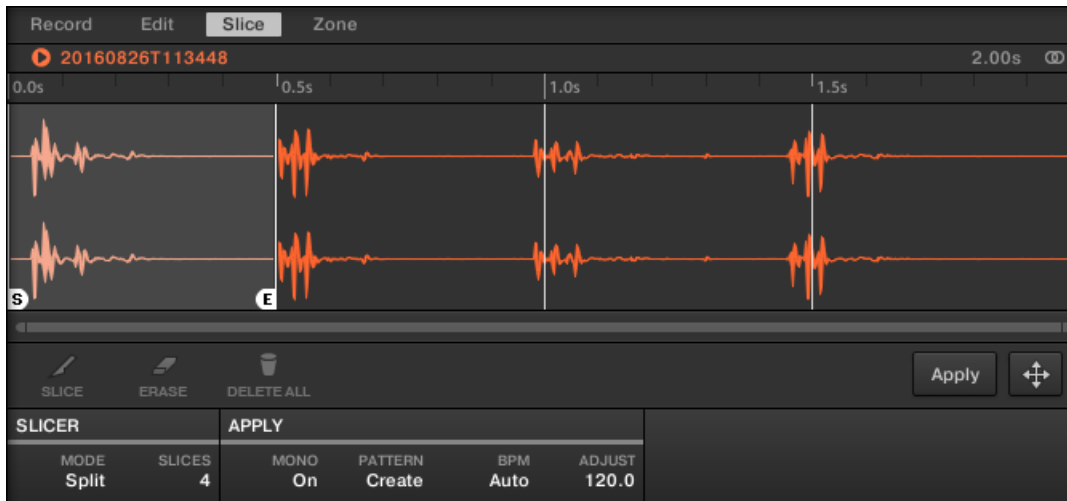 Record Edit Slice Zone
20160826T113448 2.00s
0.0s 0.5s 1.0s 1.5s
S E
SLICE ERASE DELETE ALL Apply
SLICER APPLY
MODE SLICES MONO PATTERN BPM ADJUST
Split 4 On Create Auto 120.0